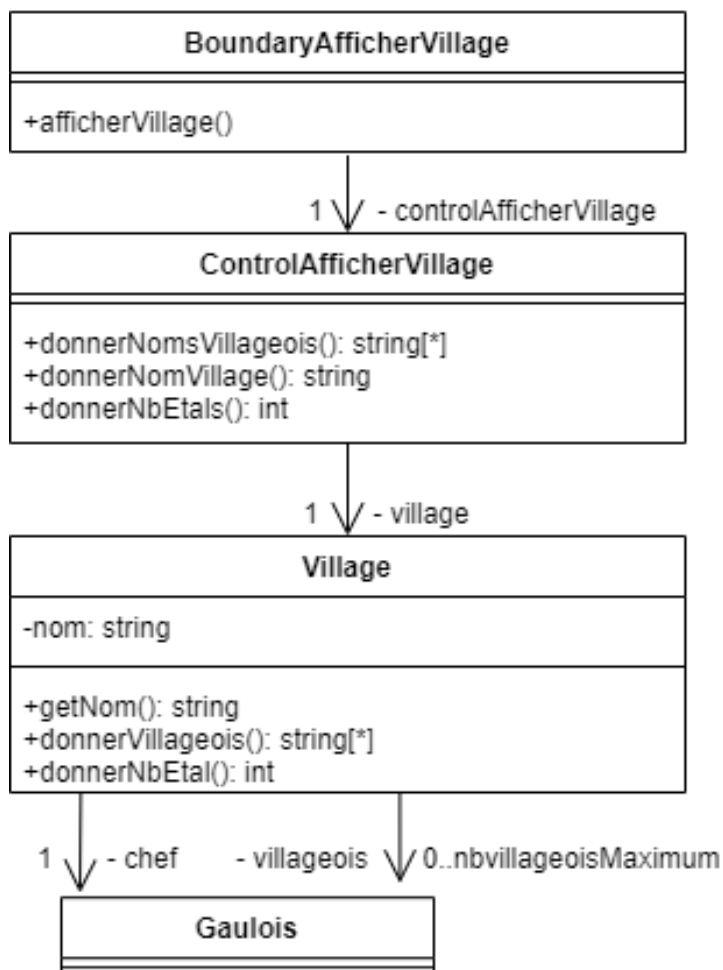 BoundaryAfficherVillage
+afficherVillage()
1 - controlAfficherVillage
ControlAfficherVillage
+donnerNomsVillageois(): string[*]
+donnerNomVillage(): string
+donnerNbEtals(): int
1 - village
Village
-nom: string
+getNom(): string
+donnerVillageois(): string[*]
+donnerNbEtal(): int
1 - chef - villageois 0..nbvillageoisMaximum
Gaulois